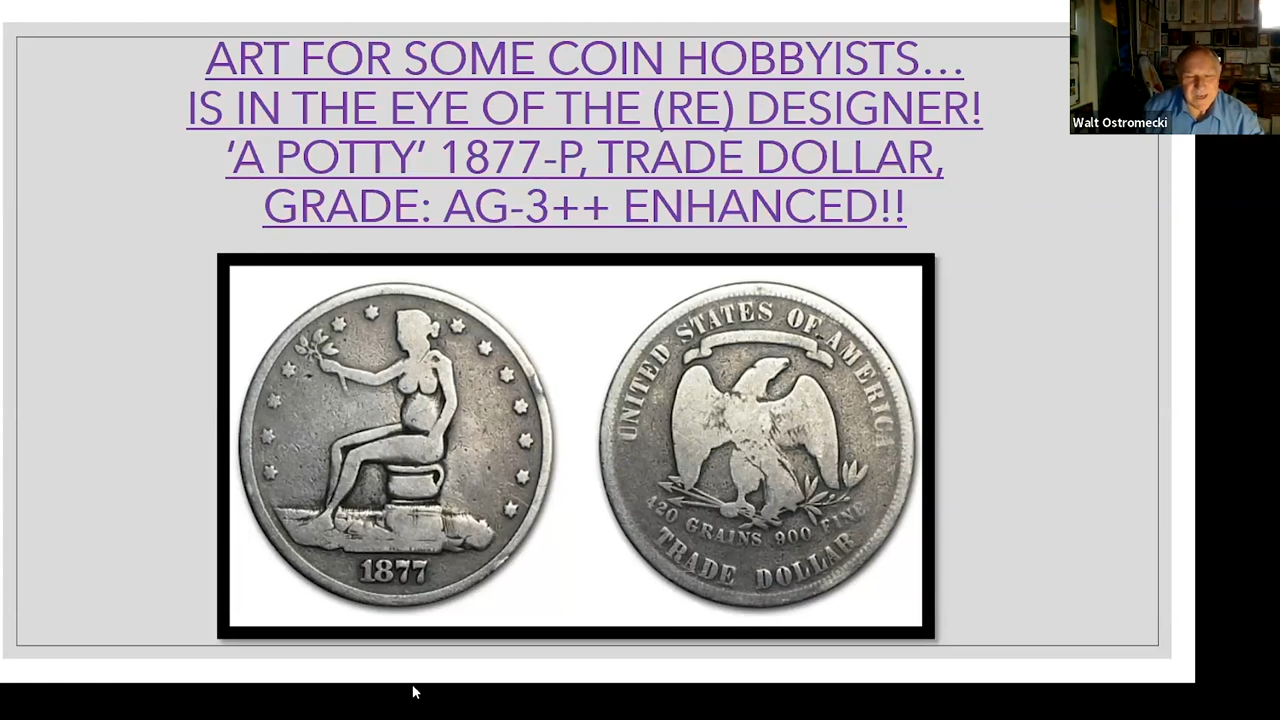 ART FOR SOME COIN HOBBYISTS…
IS IN THE EYE OF THE (RE) DESIGNER!
‘A POTTY’ 1877-P, TRADE DOLLAR,
GRADE: AG-3++ ENHANCED!!
Walt Ostromecki
1877
UNITED STATES OF AMERICA
420 GRAINS 900 FINE
TRADE DOLLAR